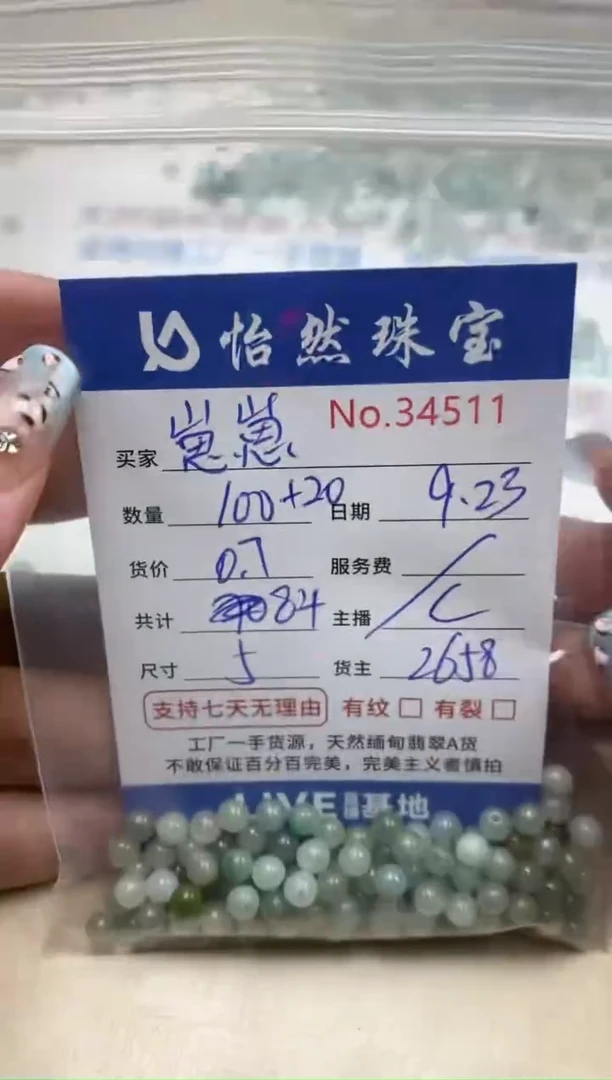 怡然珠宝
No.34511
买家 崽崽
数量 100+20 日期 9.23
货价 0.7 服务费 /
共计 84 主播 C
尺寸 5 货主 2658
支持七天无理由 有纹 □ 有裂 □
工厂一手货源，天然缅甸翡翠A货
不敢保证百分百完美，完美主义者慎拍
LIVE 基地